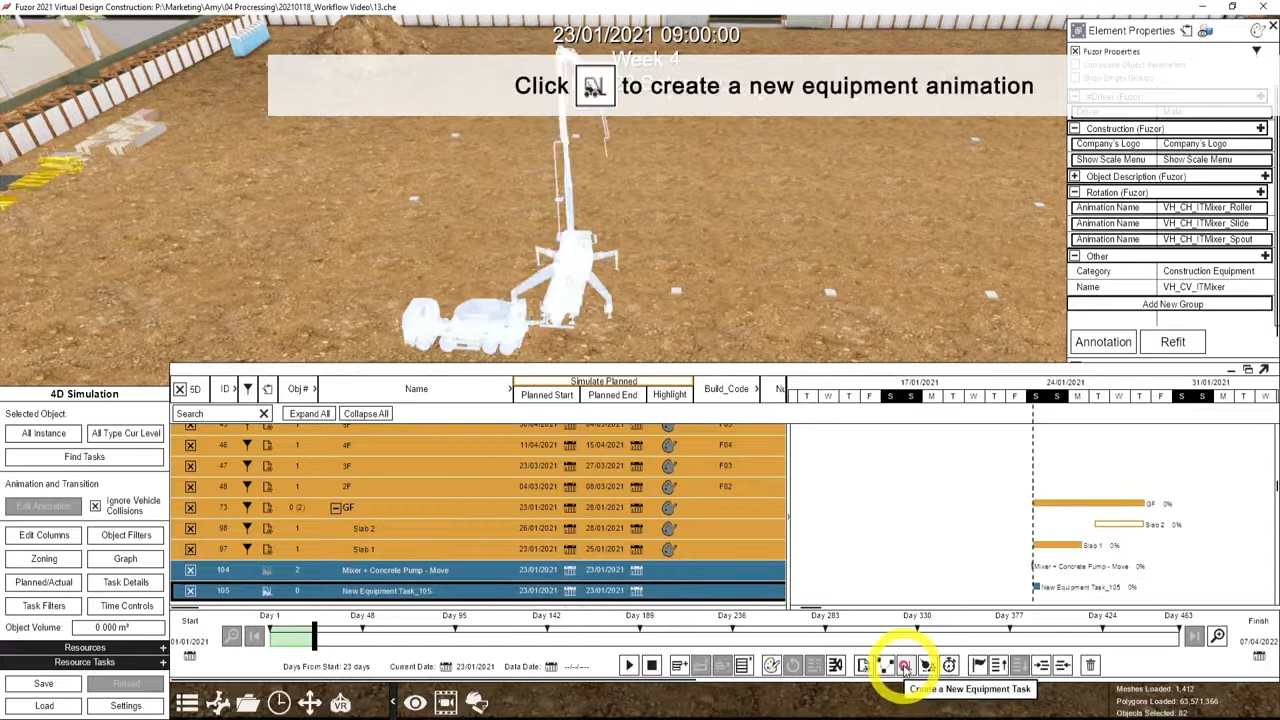 Fuzor 2021 Virtual Design Construction: P:\Marketing\Amy\04 Procressing\20210118_Workflow Video\13.che
23/01/2021 09:00:00
Week 4
Click to create a new equipment animation
Element Properties
Fuzor Properties
Composite Object Parameters
Show Empty Groups
#Driver (Fuzor)
Driver Male
Construction (Fuzor)
Company's Logo Company's Logo
Show Scale Menu Show Scale Menu
Object Description (Fuzor)
Rotation (Fuzor)
Animation Name VH_CH_ITMixer_Roller
Animation Name VH_CH_ITMixer_Slide
Animation Name VH_CH_ITMixer_Spout
Other
Category Construction Equipment
Name VH_CV_ITMixer
Add New Group
Annotation Refit
4D Simulation
Selected Object:
All Instance All Type Cur Level
Find Tasks
Animation and Transition
Edit Animation Ignore Vehicle Collisions
Edit Columns Object Filters
Zoning Graph
Planned/Actual Task Details
Task Filters Time Controls
Object Volume: 0.000 m³
Resources
Resource Tasks
Save Reload
Load Settings
5D ID Obj # Name Simulate Planned Build_Code
Planned Start Planned End Highlight
Search Expand All Collapse All
17/01/2021 24/01/2021 31/01/2021
T W T F S S M T W T F S S M T W T F S S M T W
46 1 4F 11/04/2021 15/04/2021 F04
47 1 3F 23/03/2021 27/03/2021 F03
48 1 2F 04/03/2021 08/03/2021 F02
73 0 (2) GF 23/01/2021 28/01/2021 GF 0%
98 1 Slab 2 26/01/2021 28/01/2021 Slab 2 0%
97 1 Slab 1 23/01/2021 25/01/2021 Slab 1 0%
104 2 Mixer + Concrete Pump - Move 23/01/2021 23/01/2021 Mixer + Concrete Pump - Move 0%
105 0 New Equipment Task_105 23/01/2021 23/01/2021 New Equipment Task_105 0%
Start Day 1 Day 48 Day 95 Day 142 Day 189 Day 236 Day 283 Day 330 Day 377 Day 424 Day 463 Finish
01/01/2021 07/04/2022
Days From Start: 23 days Current Date: 23/01/2021 Data Date: --/--/----
Create a New Equipment Task
VR
Meshes Loaded: 1,412
Polygons Loaded: 63,571,366
Objects Selected: 82